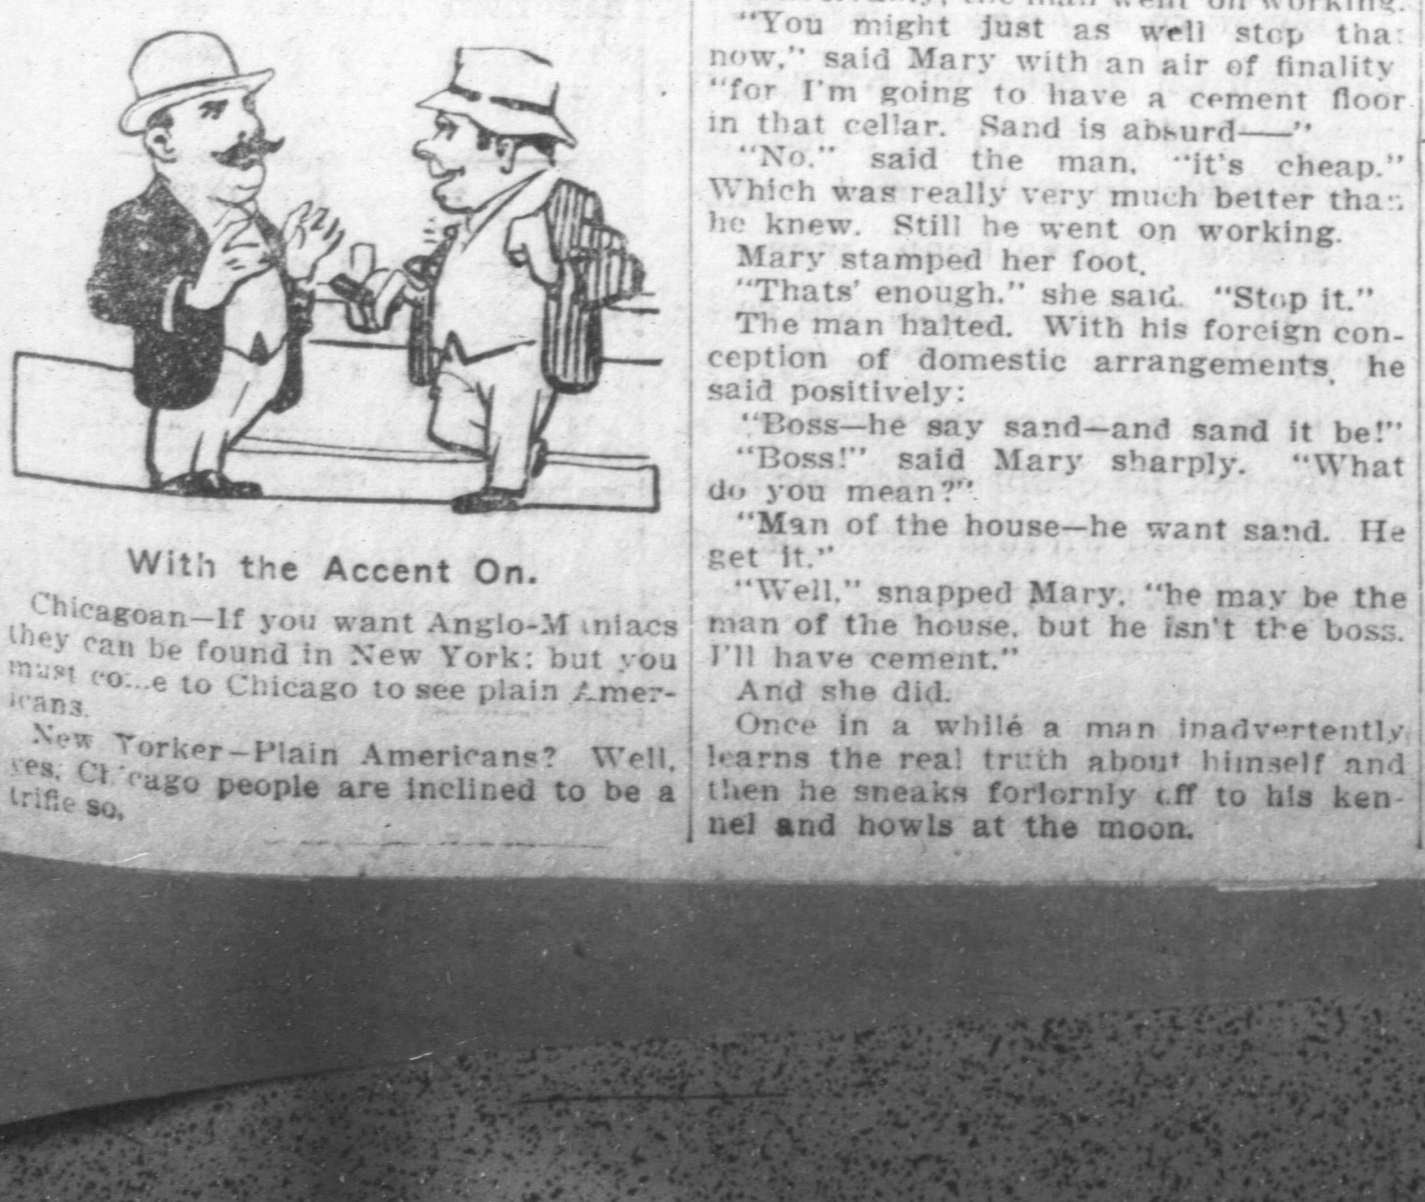 With the Accent On.
Chicagoan—If you want Anglo-Maniacs
they can be found in New York; but you
must come to Chicago to see plain Amer-
icans.
New Yorker—Plain Americans? Well,
yes, Chicago people are inclined to be a
trifle so.
the man went on working.
"You might just as well stop that
now," said Mary with an air of finality
"for I'm going to have a cement floor
in that cellar. Sand is absurd——"
"No," said the man, "it's cheap."
Which was really very much better than
he knew. Still he went on working.
Mary stamped her foot.
"Thats' enough," she said. "Stop it."
The man halted. With his foreign con-
ception of domestic arrangements, he
said positively:
"Boss—he say sand—and sand it be!"
"Boss!" said Mary sharply. "What
do you mean?"
"Man of the house—he want sand. He
get it."
"Well," snapped Mary, "he may be the
man of the house, but he isn't the boss.
I'll have cement."
And she did.
Once in a while a man inadvertently
learns the real truth about himself and
then he sneaks forlornly off to his ken-
nel and howls at the moon.